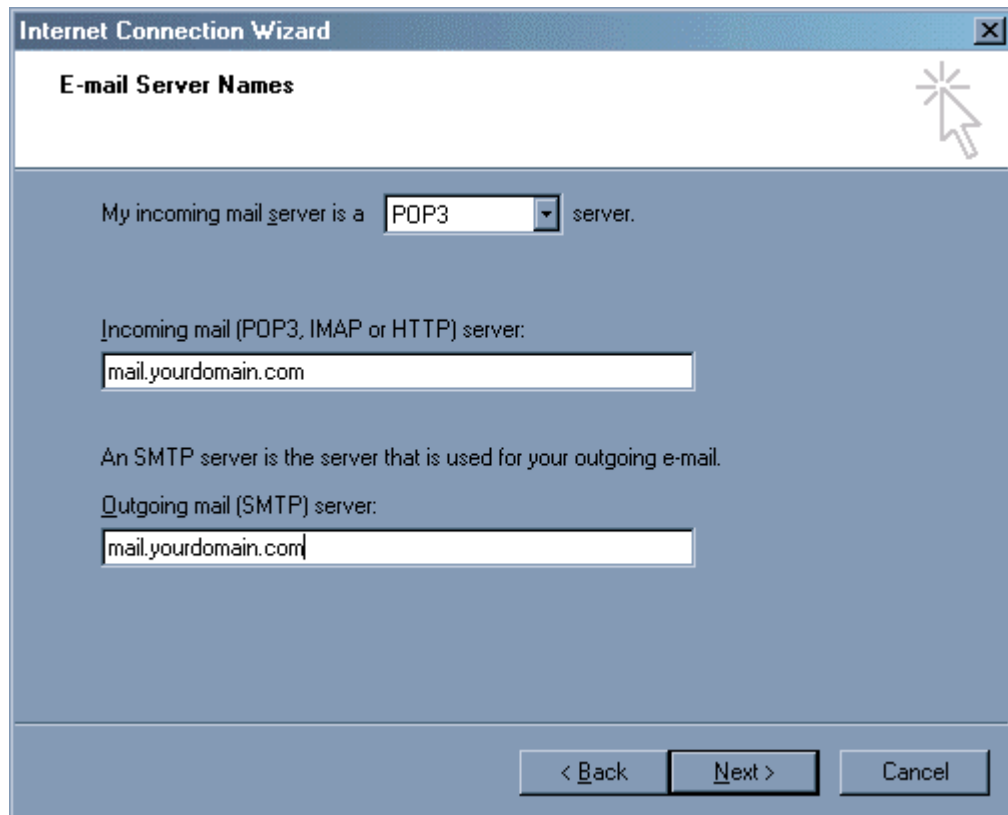 Internet Connection Wizard
E-mail Server Names
My incoming mail server is a POP3 server.
Incoming mail (POP3, IMAP or HTTP) server:
mail.yourdomain.com
An SMTP server is the server that is used for your outgoing e-mail.
Outgoing mail (SMTP) server:
mail.yourdomain.com
< Back Next > Cancel